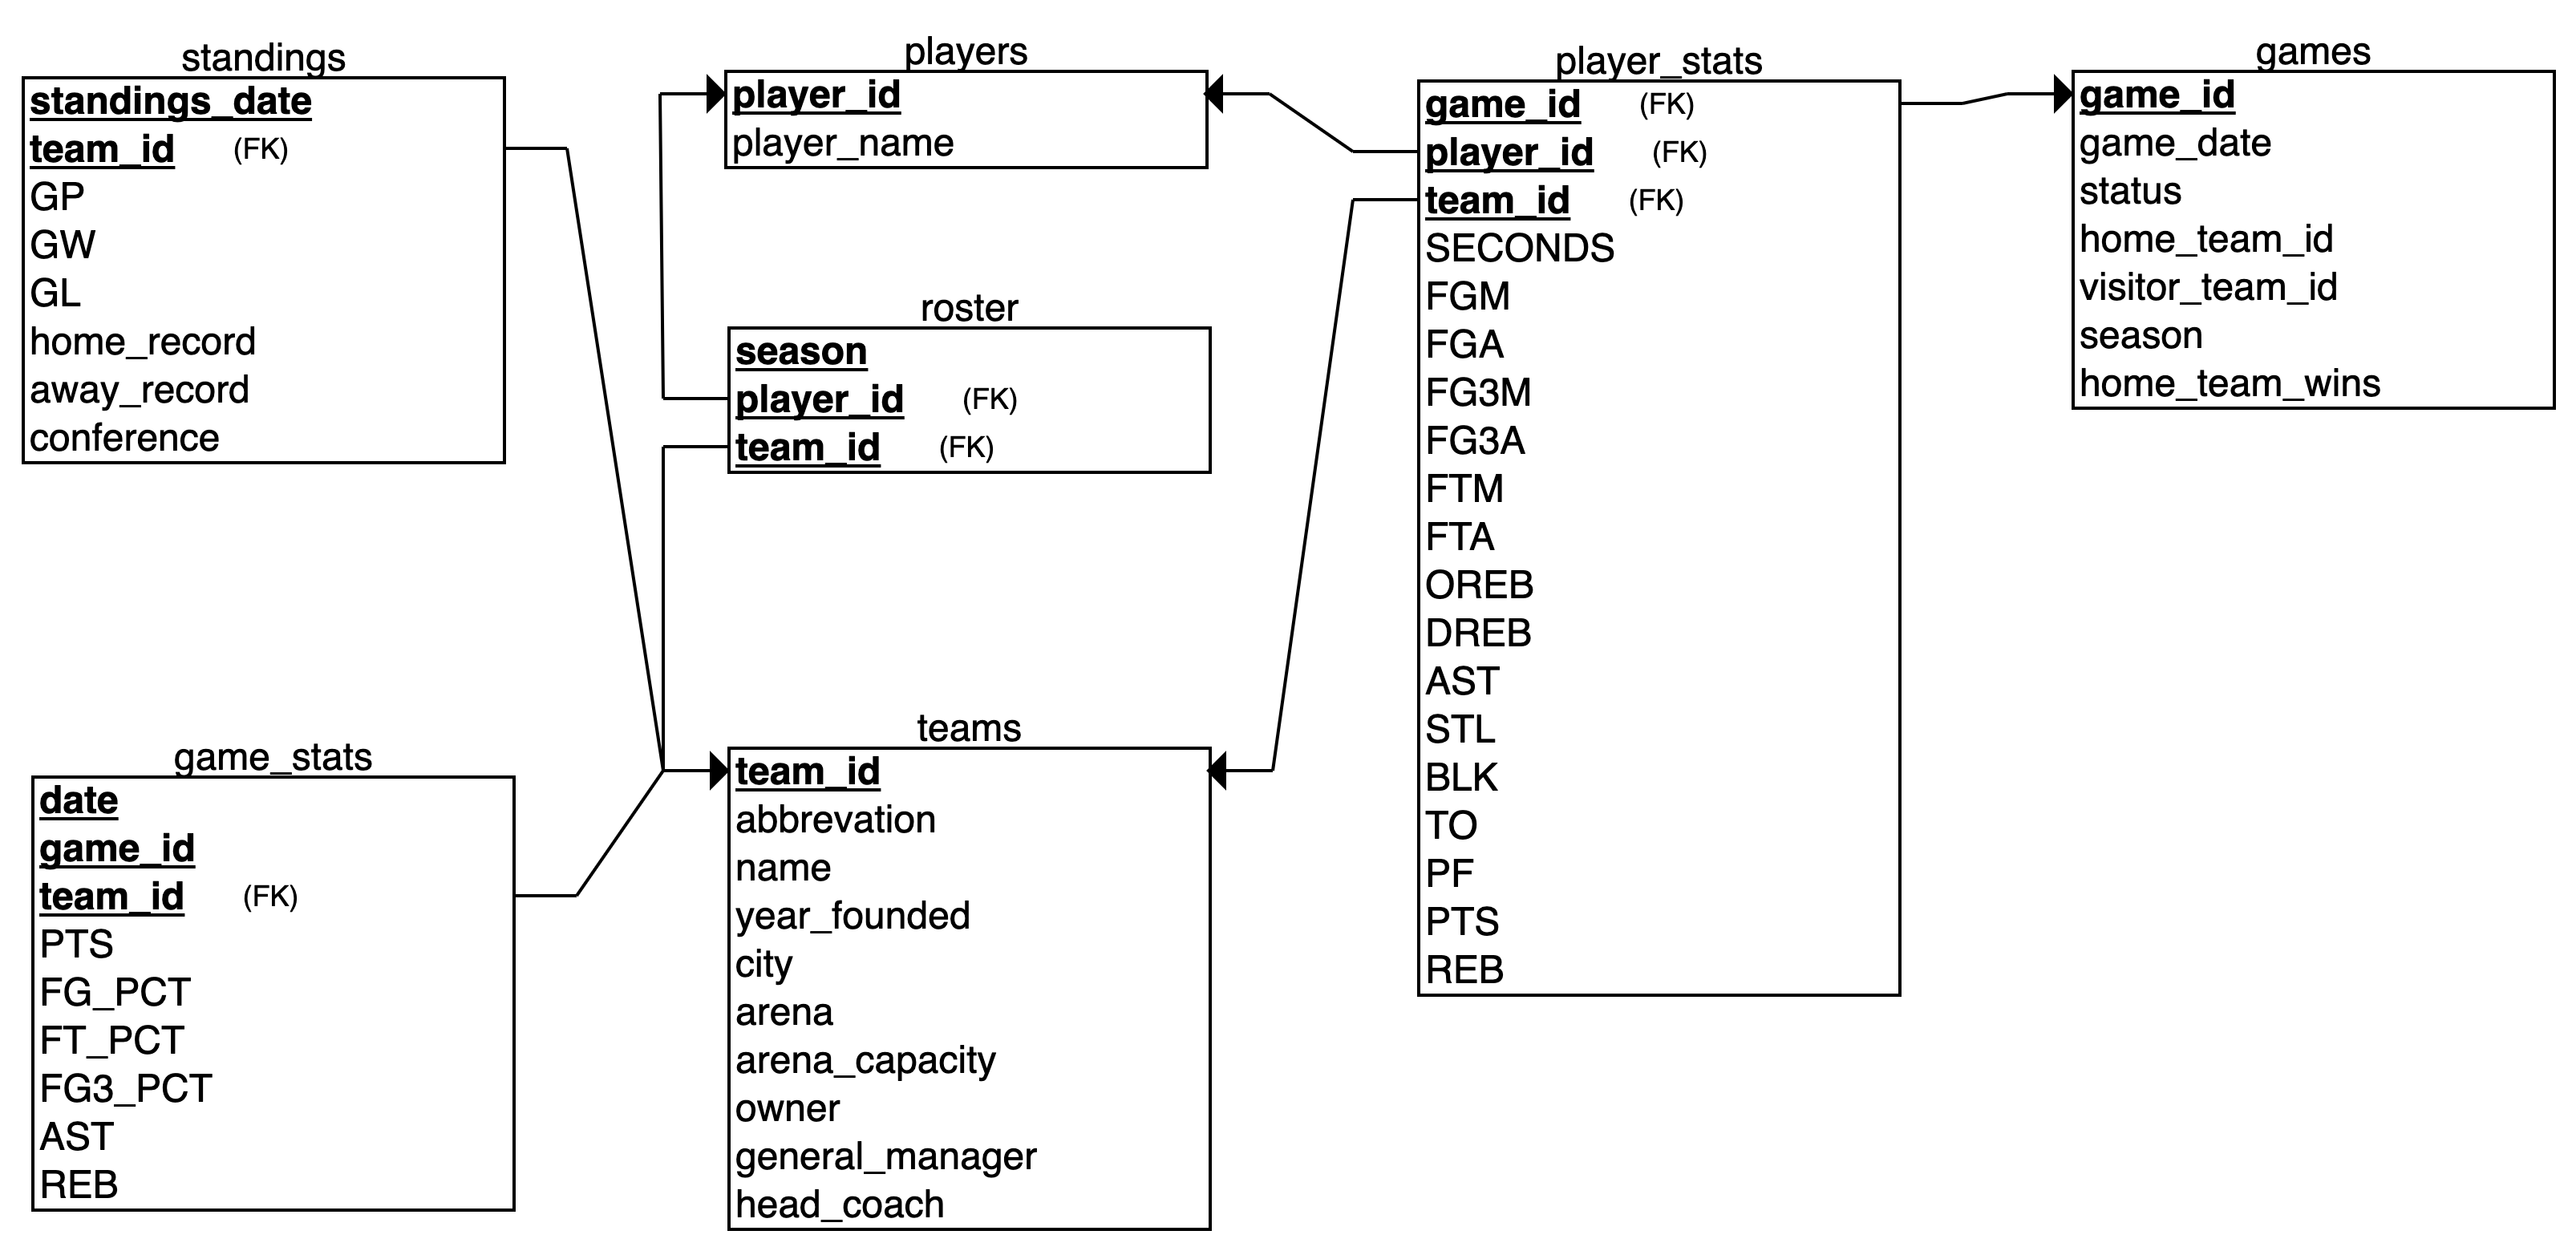 standings
standings_date
team_id (FK)
GP
GW
GL
home_record
away_record
conference
players
player_id
player_name
roster
season
player_id (FK)
team_id (FK)
player_stats
game_id (FK)
player_id (FK)
team_id (FK)
SECONDS
FGM
FGA
FG3M
FG3A
FTM
FTA
OREB
DREB
AST
STL
BLK
TO
PF
PTS
REB
games
game_id
game_date
status
home_team_id
visitor_team_id
season
home_team_wins
game_stats
date
game_id
team_id (FK)
PTS
FG_PCT
FT_PCT
FG3_PCT
AST
REB
teams
team_id
abbrevation
name
year_founded
city
arena
arena_capacity
owner
general_manager
head_coach